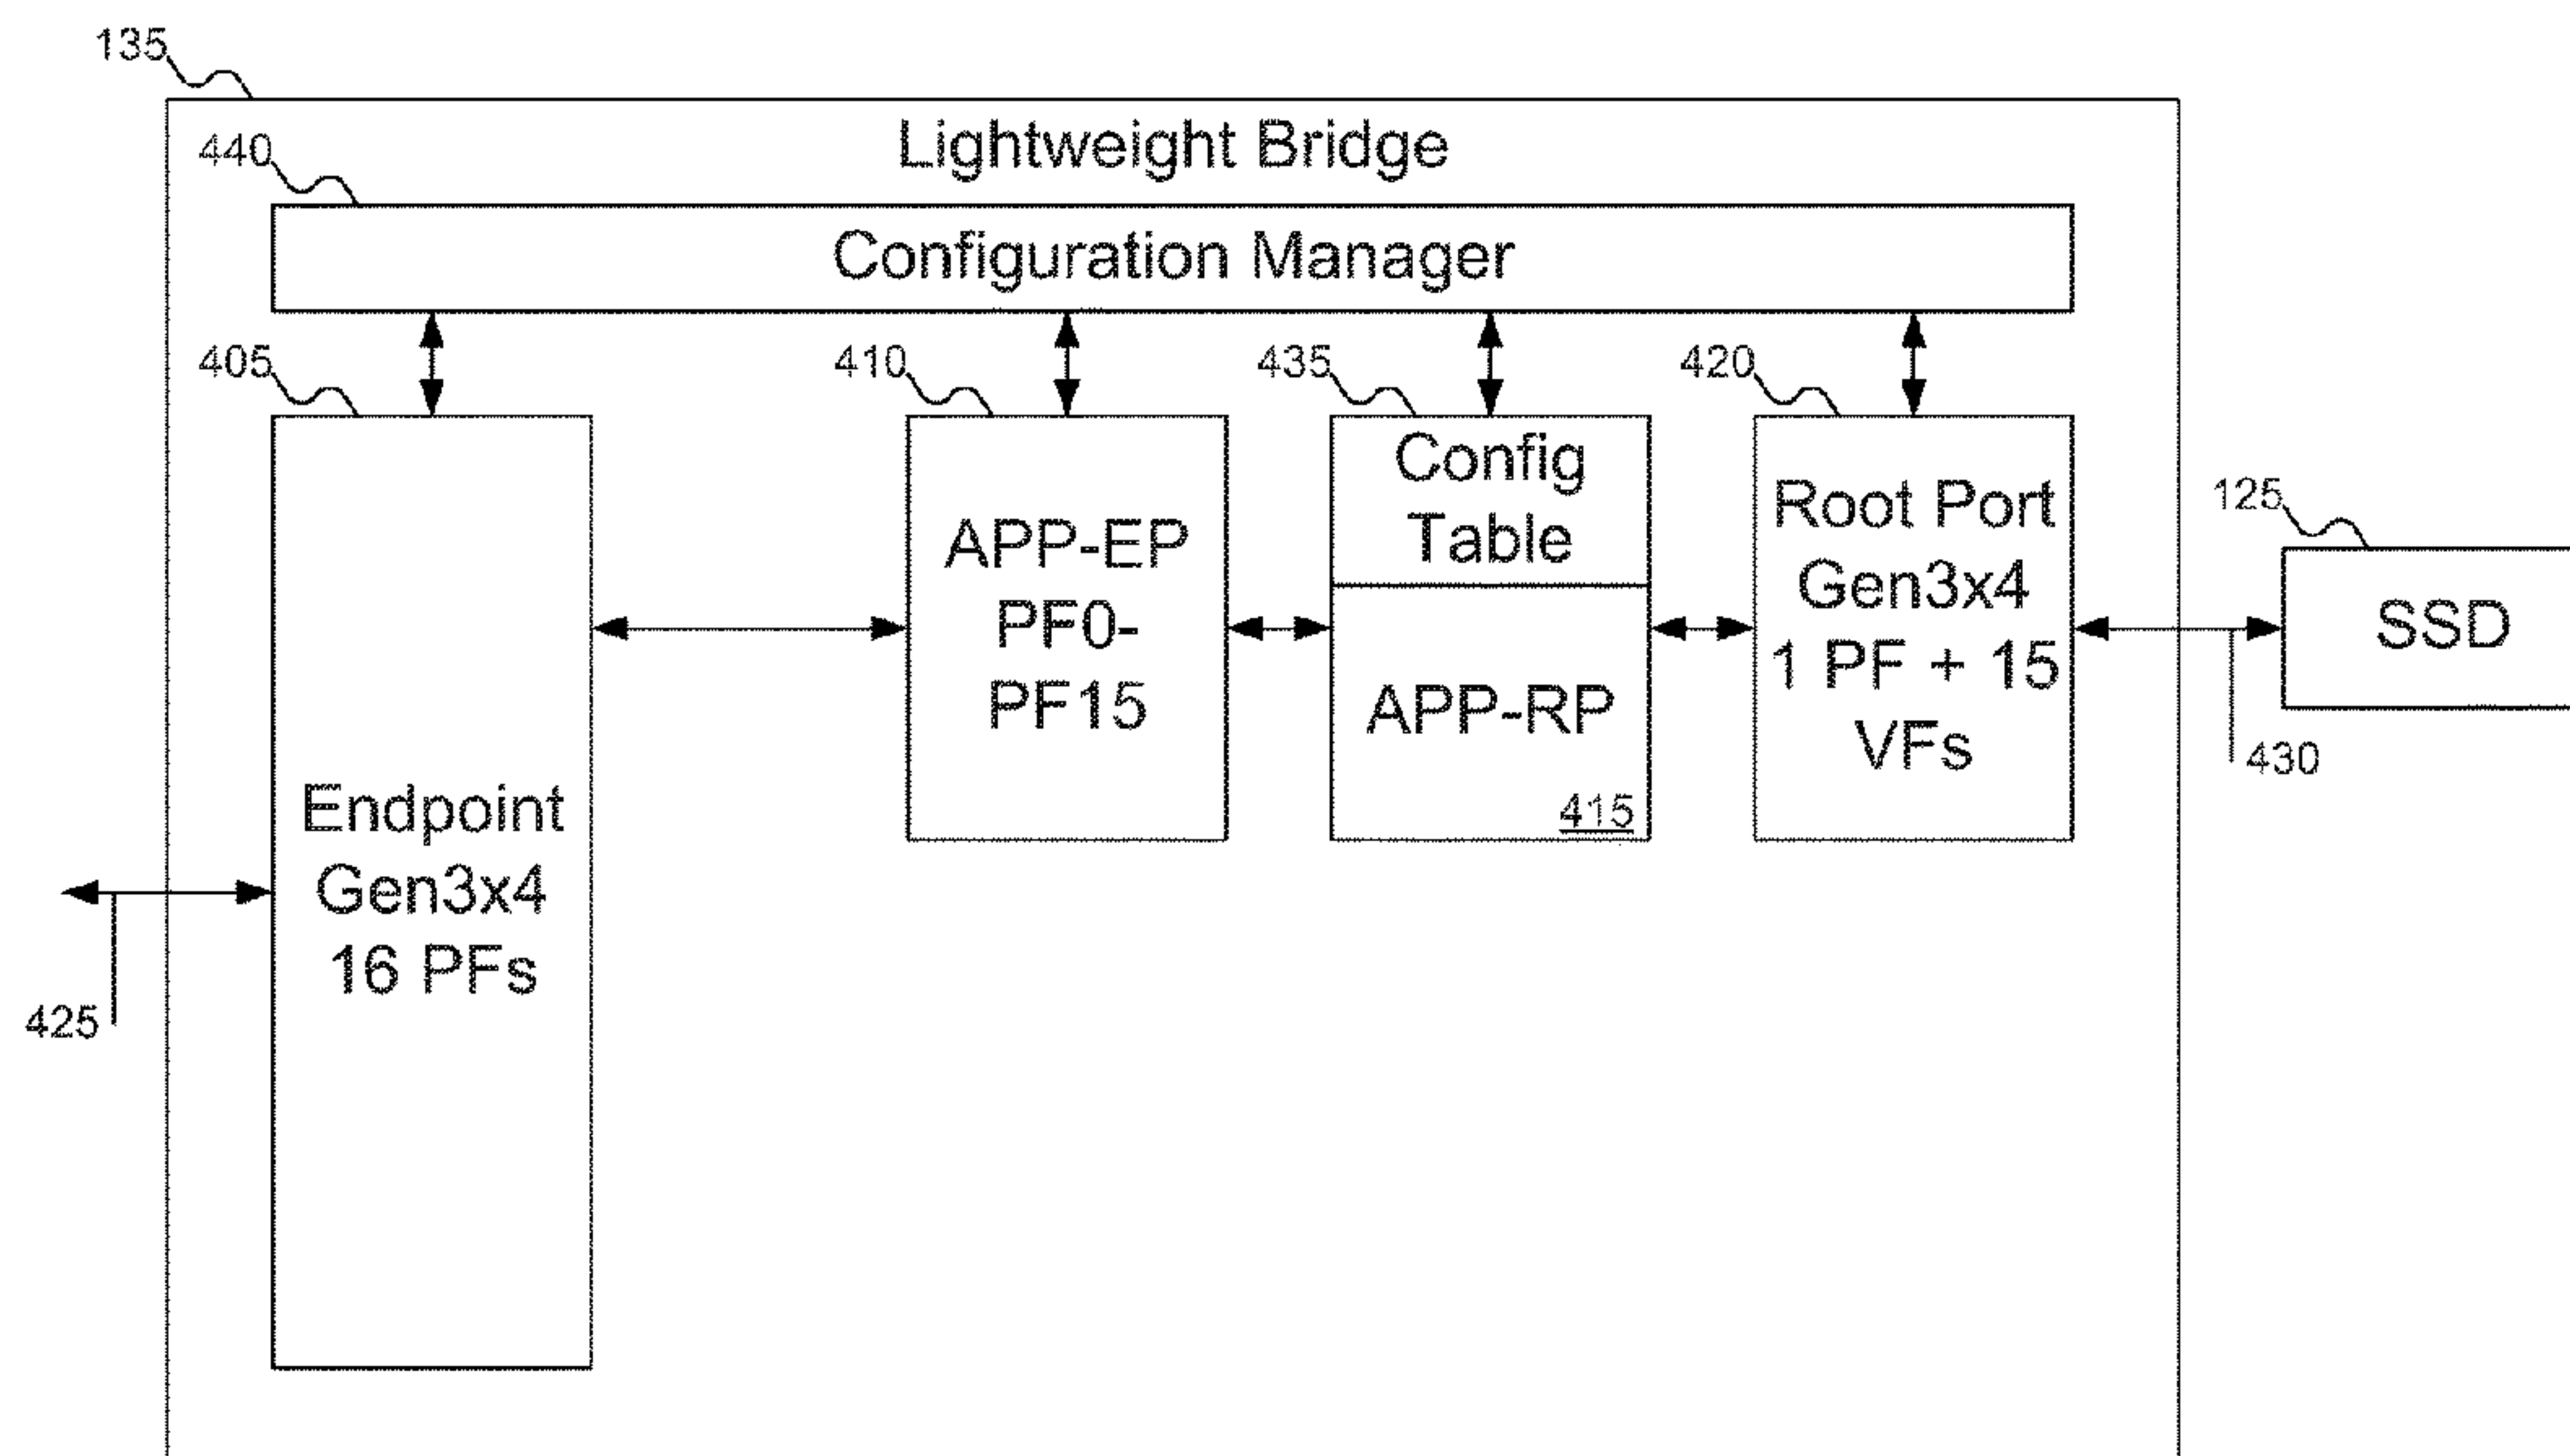 135
Lightweight Bridge
440
Configuration Manager
405
410
435
420
Config
Table
APP-EP
PF0-
PF15
APP-RP
415
Root Port
Gen3x4
1 PF + 15
VFs
125
SSD
430
Endpoint
Gen3x4
16 PFs
425